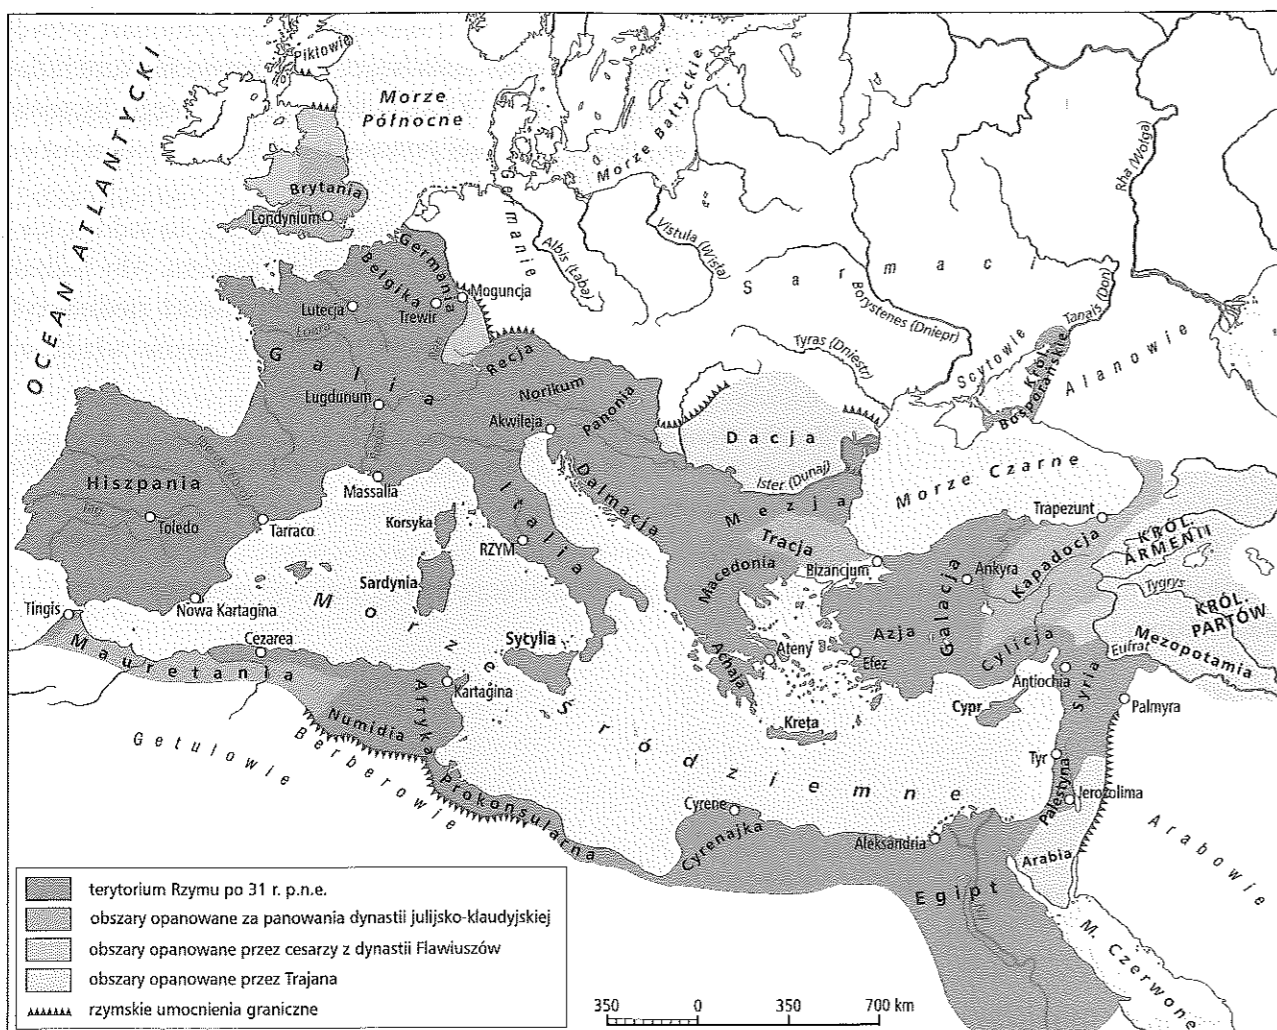 Piktowie
OCEAN ATLANTYCKI
Morze
Północne
Morze Bałtyckie
Brytania
Londynium
Germanie
Albis (Łaba)
Vistula (Wisła)
Sarmaci
Borystenes (Dniepr)
Tyras (Dniestr)
Tanais (Don)
Rha (Wołga)
Scytowie
Król.
Bosporańskie
Alanowie
Germania
Belgika
Moguncja
Lutecja
Trewir
Loara
Galia
Recja
Norikum
Panonia
Lugdunum
Akwileja
Dacja
Ister (Dunaj)
Morze Czarne
Hiszpania
Massalia
Italia
Dalmacja
Mezja
Trapezunt
Toledo
Tarraco
Korsyka
RZYM
Tracja
Macedonia
Bizancjum
Galacja
Ankyra
Kapadocja
KRÓL.
ARMENII
Tygrys
KRÓL.
PARTÓW
Sardynia
Tingis
Nowa Kartagina
Morze Śródziemne
Mauretania
Cezarea
Sycylia
Ateny
Achaja
Azja
Efez
Cylicja
Eufrat
Mezopotamia
Antiochia
Syria
Palmyra
Kartagina
Afryka
Prokonsularna
Numidia
Kreta
Cypr
Getulowie
Berberowie
Tyr
Palestyna
Jerozolima
Cyrene
Cyrenajka
Aleksandria
Arabia
Arabowie
Egipt
Nil
M. Czerwone
terytorium Rzymu po 31 r. p.n.e.
obszary opanowane za panowania dynastii julijsko-klaudyjskiej
obszary opanowane przez cesarzy z dynastii Flawiuszów
obszary opanowane przez Trajana
rzymskie umocnienia graniczne
350 0 350 700 km